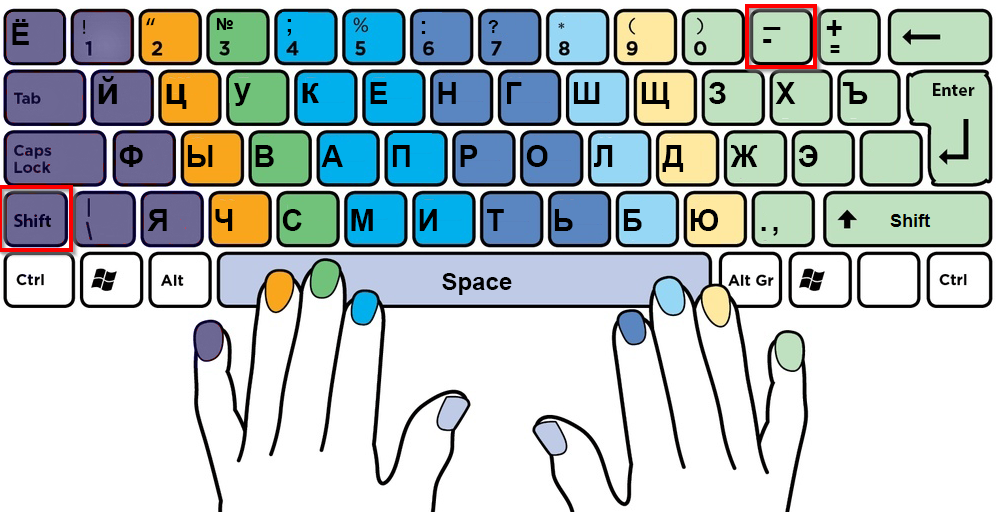 Ё ! 1 “ 2 № 3 ; 4 % 5 : 6 ? 7 * 8 ( 9 ) 0 — - + =
Tab Й Ц У К Е Н Г Ш Щ З Х Ъ Enter
Caps Lock Ф Ы В А П Р О Л Д Ж Э
Shift | \ Я Ч С М И Т Ь Б Ю . , Shift
Ctrl Alt Space Alt Gr Ctrl